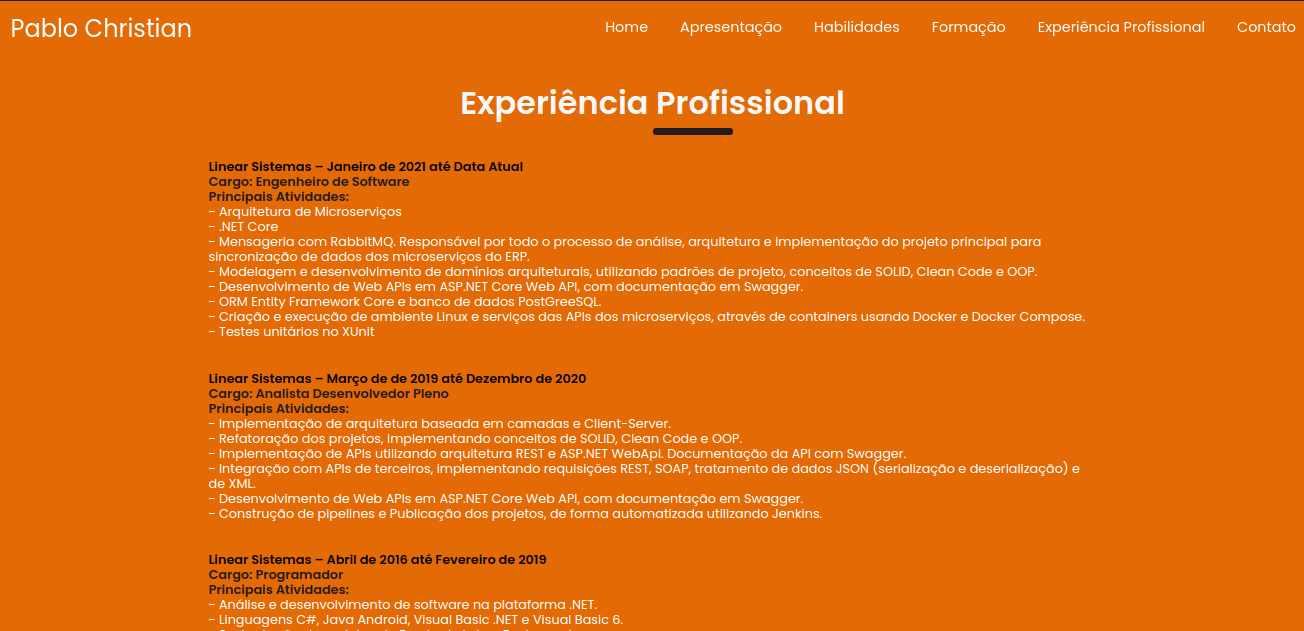 Pablo Christian
Home Apresentação Habilidades Formação Experiência Profissional Contato
Experiência Profissional
Linear Sistemas – Janeiro de 2021 até Data Atual
Cargo: Engenheiro de Software
Principais Atividades:
- Arquitetura de Microserviços
- .NET Core
- Mensageria com RabbitMQ. Responsável por todo o processo de análise, arquitetura e implementação do projeto principal para
sincronização de dados dos microserviços do ERP.
- Modelagem e desenvolvimento de domínios arquiteturais, utilizando padrões de projeto, conceitos de SOLID, Clean Code e OOP.
- Desenvolvimento de Web APIs em ASP.NET Core Web API, com documentação em Swagger.
- ORM Entity Framework Core e banco de dados PostGreeSQL.
- Criação e execução de ambiente Linux e serviços das APIs dos microserviços, através de containers usando Docker e Docker Compose.
- Testes unitários no XUnit
Linear Sistemas – Março de de 2019 até Dezembro de 2020
Cargo: Analista Desenvolvedor Pleno
Principais Atividades:
- Implementação de arquitetura baseada em camadas e Client-Server.
- Refatoração dos projetos, implementando conceitos de SOLID, Clean Code e OOP.
- Implementação de APIs utilizando arquitetura REST e ASP.NET WebApi. Documentação da API com Swagger.
- Integração com APIs de terceiros, implementando requisições REST, SOAP, tratamento de dados JSON (serialização e deserialização) e
de XML.
- Desenvolvimento de Web APIs em ASP.NET Core Web API, com documentação em Swagger.
- Construção de pipelines e Publicação dos projetos, de forma automatizada utilizando Jenkins.
Linear Sistemas – Abril de 2016 até Fevereiro de 2019
Cargo: Programador
Principais Atividades:
- Análise e desenvolvimento de software na plataforma .NET.
- Linguagens C#, Java Android, Visual Basic .NET e Visual Basic 6.